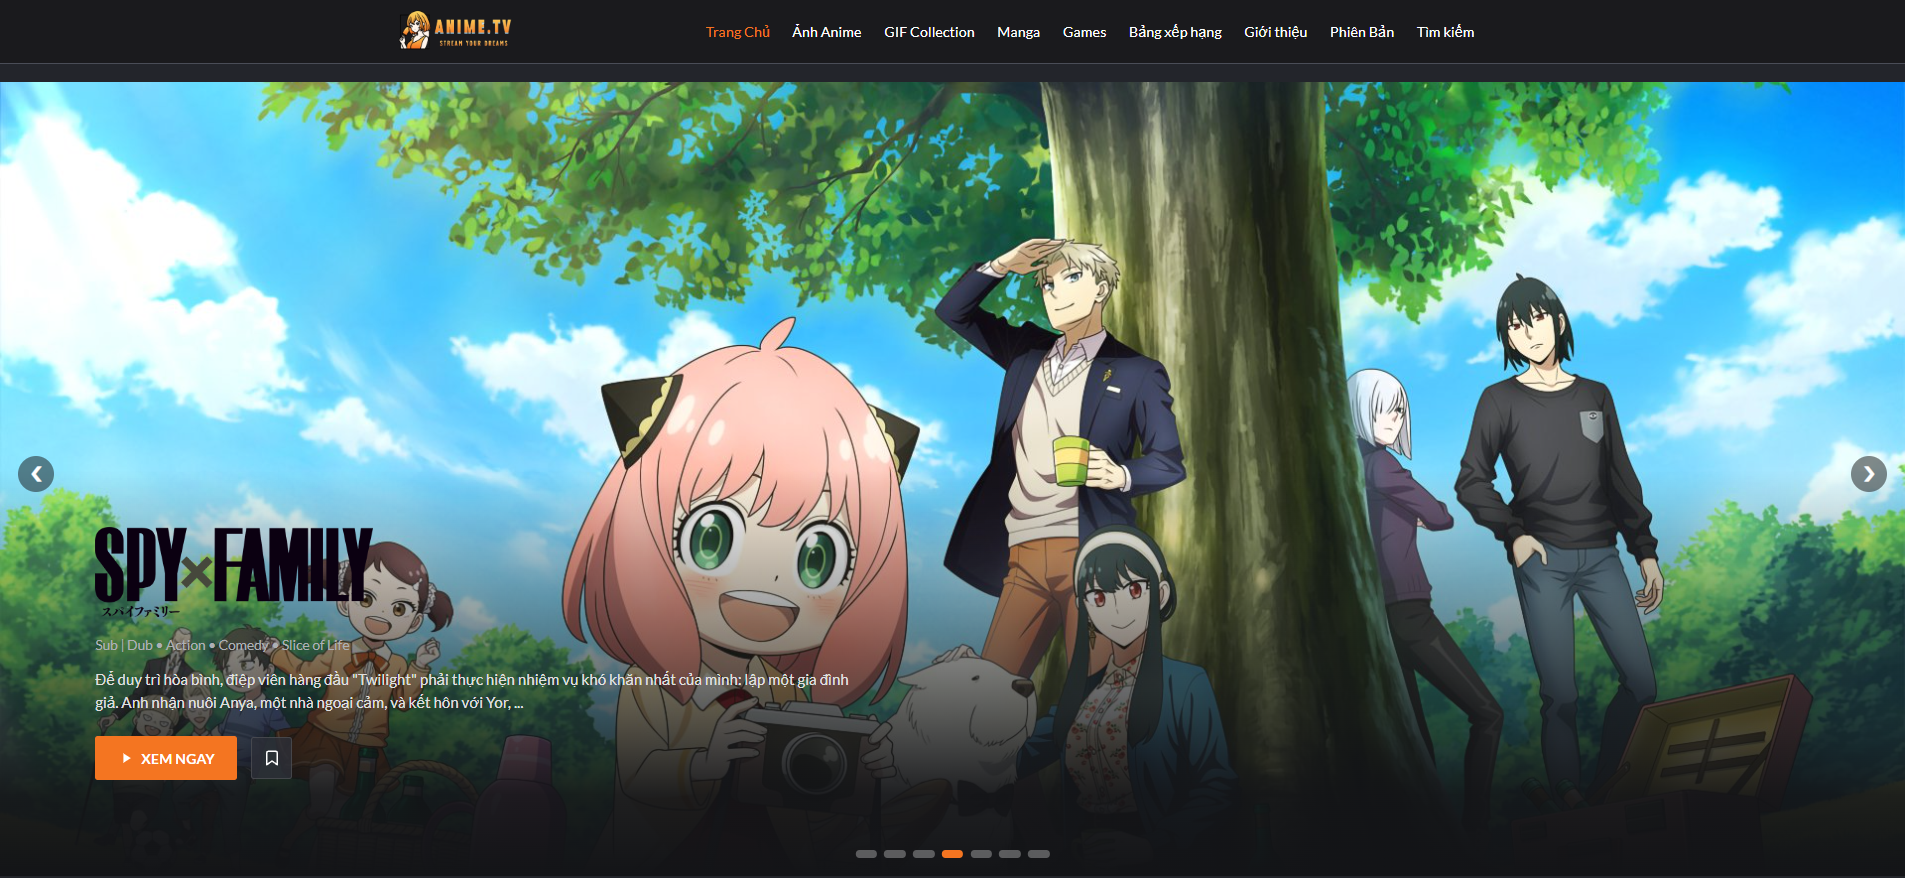 ANIME.TV
STREAM YOUR DREAMS
Trang Chủ
Ảnh Anime
GIF Collection
Manga
Games
Bảng xếp hạng
Giới thiệu
Phiên Bản
Tìm kiếm
SPY×FAMILY
スパイファミリー
Sub | Dub • Action • Comedy • Slice of Life
Để duy trì hòa bình, điệp viên hàng đầu "Twilight" phải thực hiện nhiệm vụ khó khăn nhất của mình: lập một gia đình
giả. Anh nhận nuôi Anya, một nhà ngoại cảm, và kết hôn với Yor, ...
XEM NGAY